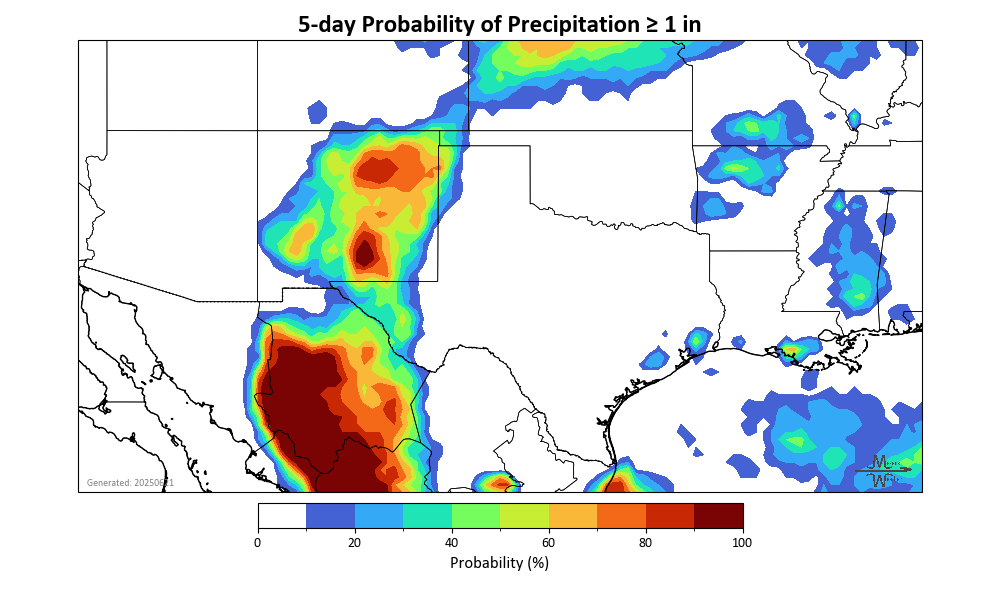 5-day Probability of Precipitation ≥ 1 in
Generated: 20250621
0 20 40 60 80 100
Probability (%)